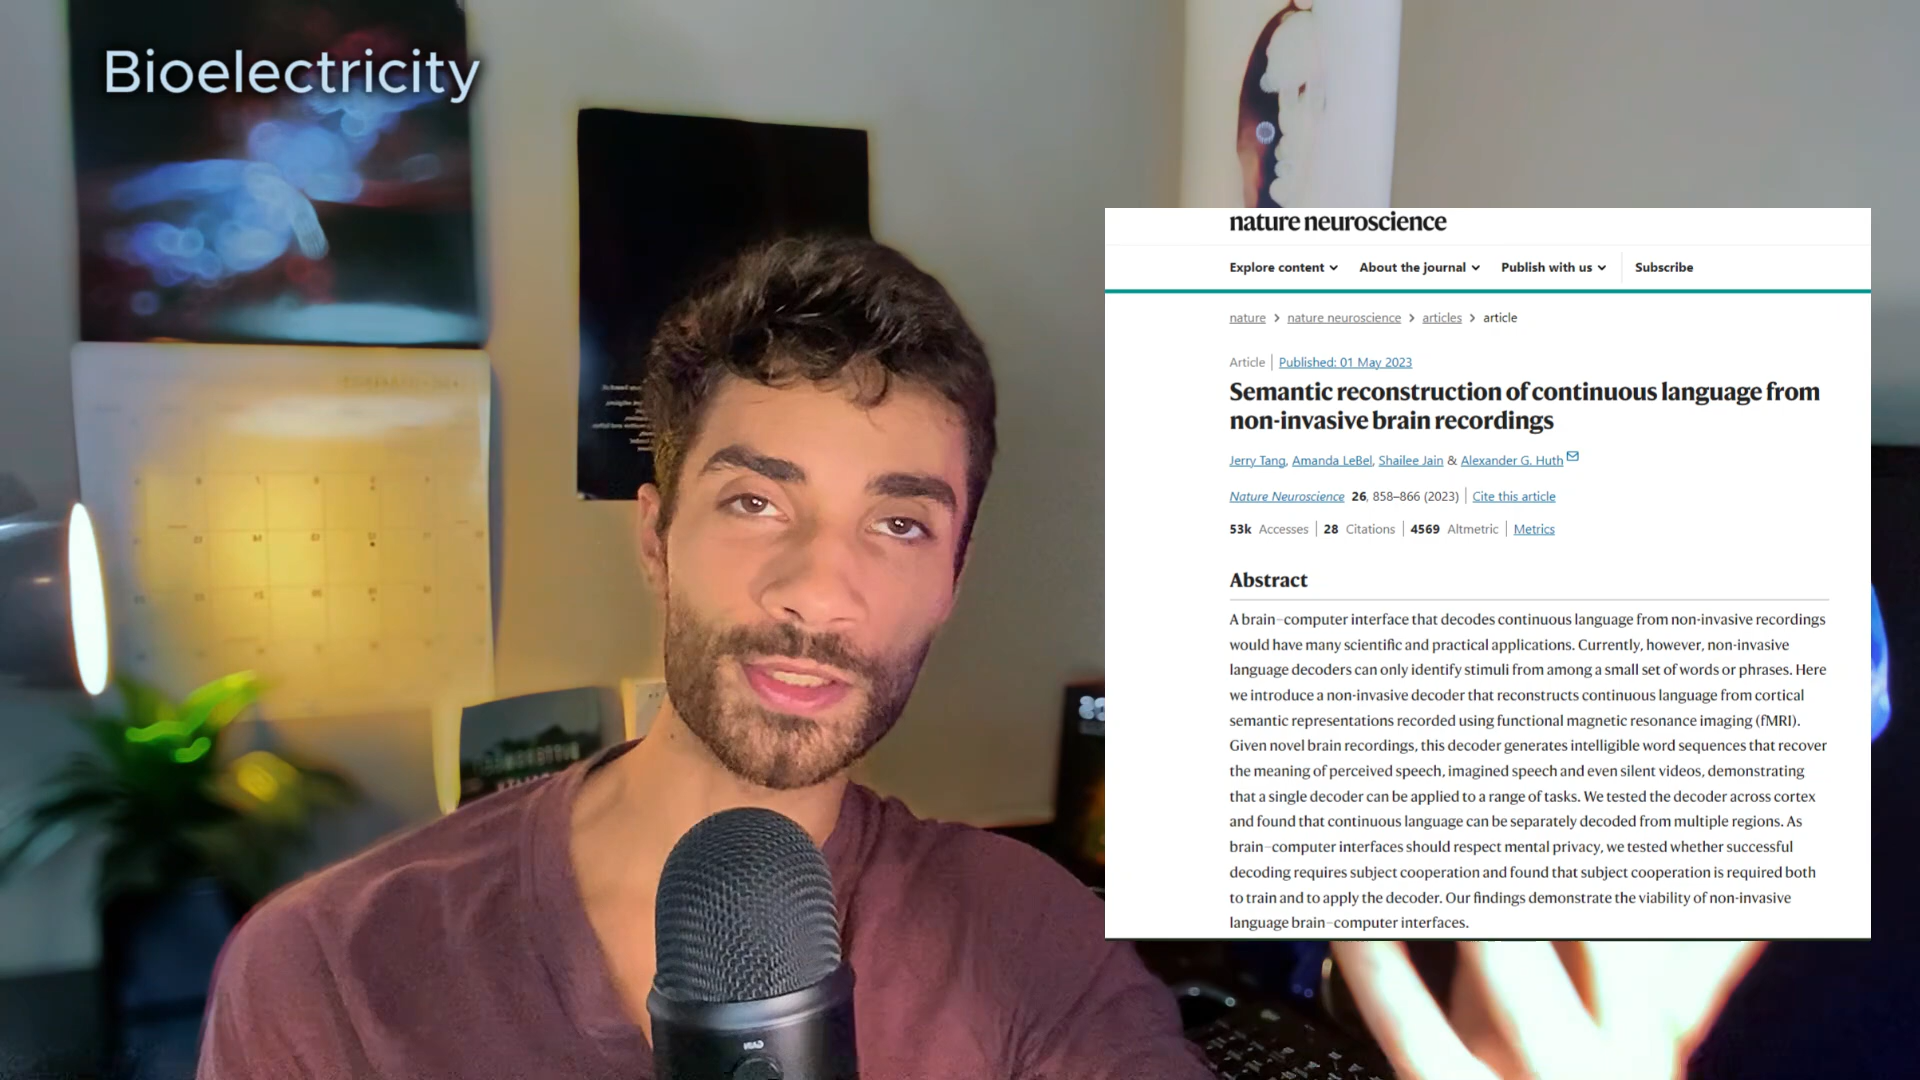 Bioelectricity
nature neuroscience
Explore content About the journal Publish with us Subscribe
nature > nature neuroscience > articles > article
Article | Published: 01 May 2023
Semantic reconstruction of continuous language from
non-invasive brain recordings
Jerry Tang, Amanda LeBel, Shailee Jain & Alexander G. Huth
Nature Neuroscience 26, 858–866 (2023) | Cite this article
53k Accesses | 28 Citations | 4569 Altmetric | Metrics
Abstract
A brain–computer interface that decodes continuous language from non-invasive recordings
would have many scientific and practical applications. Currently, however, non-invasive
language decoders can only identify stimuli from among a small set of words or phrases. Here
we introduce a non-invasive decoder that reconstructs continuous language from cortical
semantic representations recorded using functional magnetic resonance imaging (fMRI).
Given novel brain recordings, this decoder generates intelligible word sequences that recover
the meaning of perceived speech, imagined speech and even silent videos, demonstrating
that a single decoder can be applied to a range of tasks. We tested the decoder across cortex
and found that continuous language can be separately decoded from multiple regions. As
brain–computer interfaces should respect mental privacy, we tested whether successful
decoding requires subject cooperation and found that subject cooperation is required both
to train and to apply the decoder. Our findings demonstrate the viability of non-invasive
language brain–computer interfaces.
GAIN